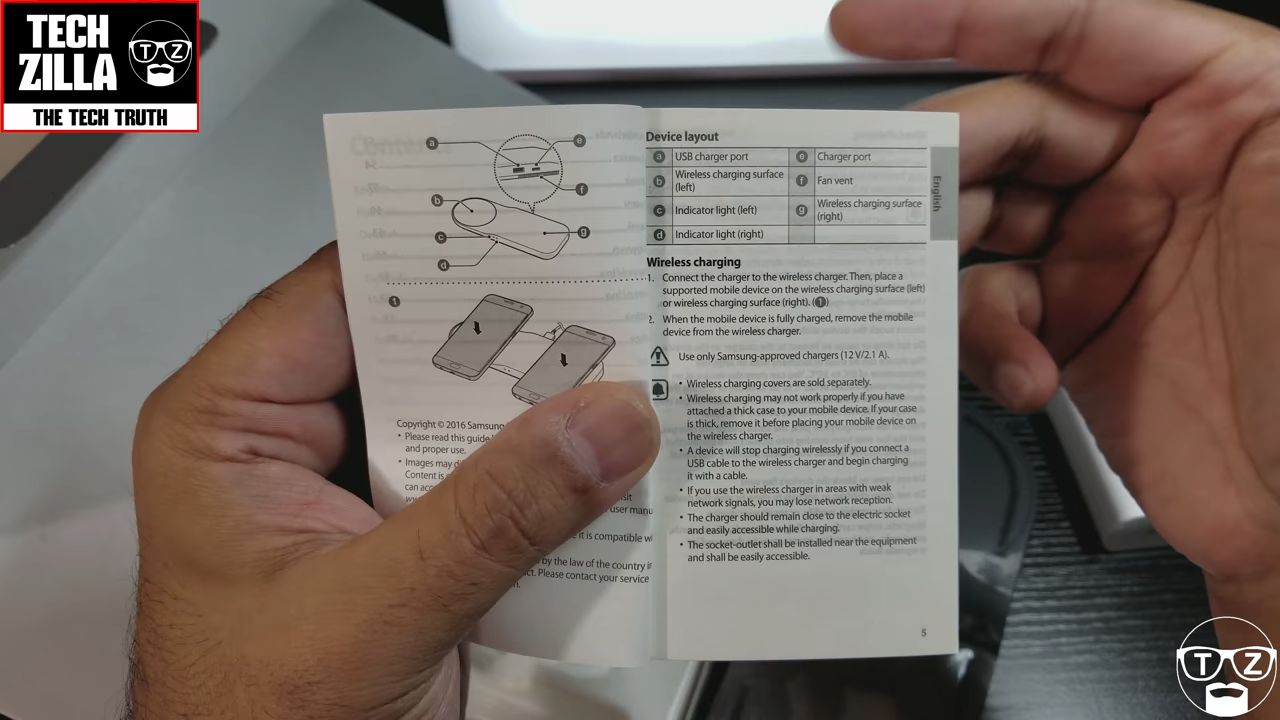 TECH
ZILLA
TZ
THE TECH TRUTH
a
e
f
b
c
g
d
1
Copyright © 2016 Samsung
• Please read this guide
and proper use.
• Images may
Content is
can acc
user manu
it is compatible
by the law of the country
Please contact your service
Device layout
a USB charger port e Charger port
b Wireless charging surface (left) f Fan vent
c Indicator light (left) g Wireless charging surface (right)
d Indicator light (right)
English
Wireless charging
1. Connect the charger to the wireless charger. Then, place a
supported mobile device on the wireless charging surface (left)
or wireless charging surface (right). (1)
2. When the mobile device is fully charged, remove the mobile
device from the wireless charger.
Use only Samsung-approved chargers (12 V/2.1 A).
• Wireless charging covers are sold separately.
• Wireless charging may not work properly if you have
attached a thick case to your mobile device. If your case
is thick, remove it before placing your mobile device on
the wireless charger.
• A device will stop charging wirelessly if you connect a
USB cable to the wireless charger and begin charging
it with a cable.
• If you use the wireless charger in areas with weak
network signals, you may lose network reception.
• The charger should remain close to the electric socket
and easily accessible while charging.
• The socket-outlet shall be installed near the equipment
and shall be easily accessible.
5
TZ